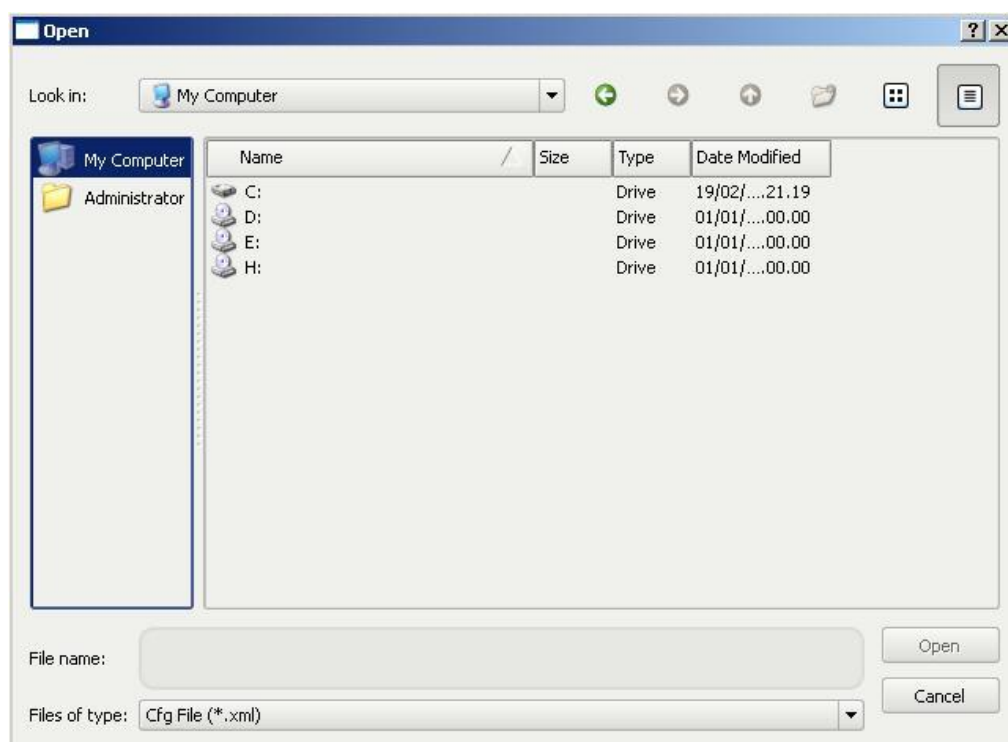 Open
Look in: My Computer
My Computer
Administrator
Name Size Type Date Modified
C: Drive 19/02/....21.19
D: Drive 01/01/....00.00
E: Drive 01/01/....00.00
H: Drive 01/01/....00.00
File name: Open
Cancel
Files of type: Cfg File (*.xml)